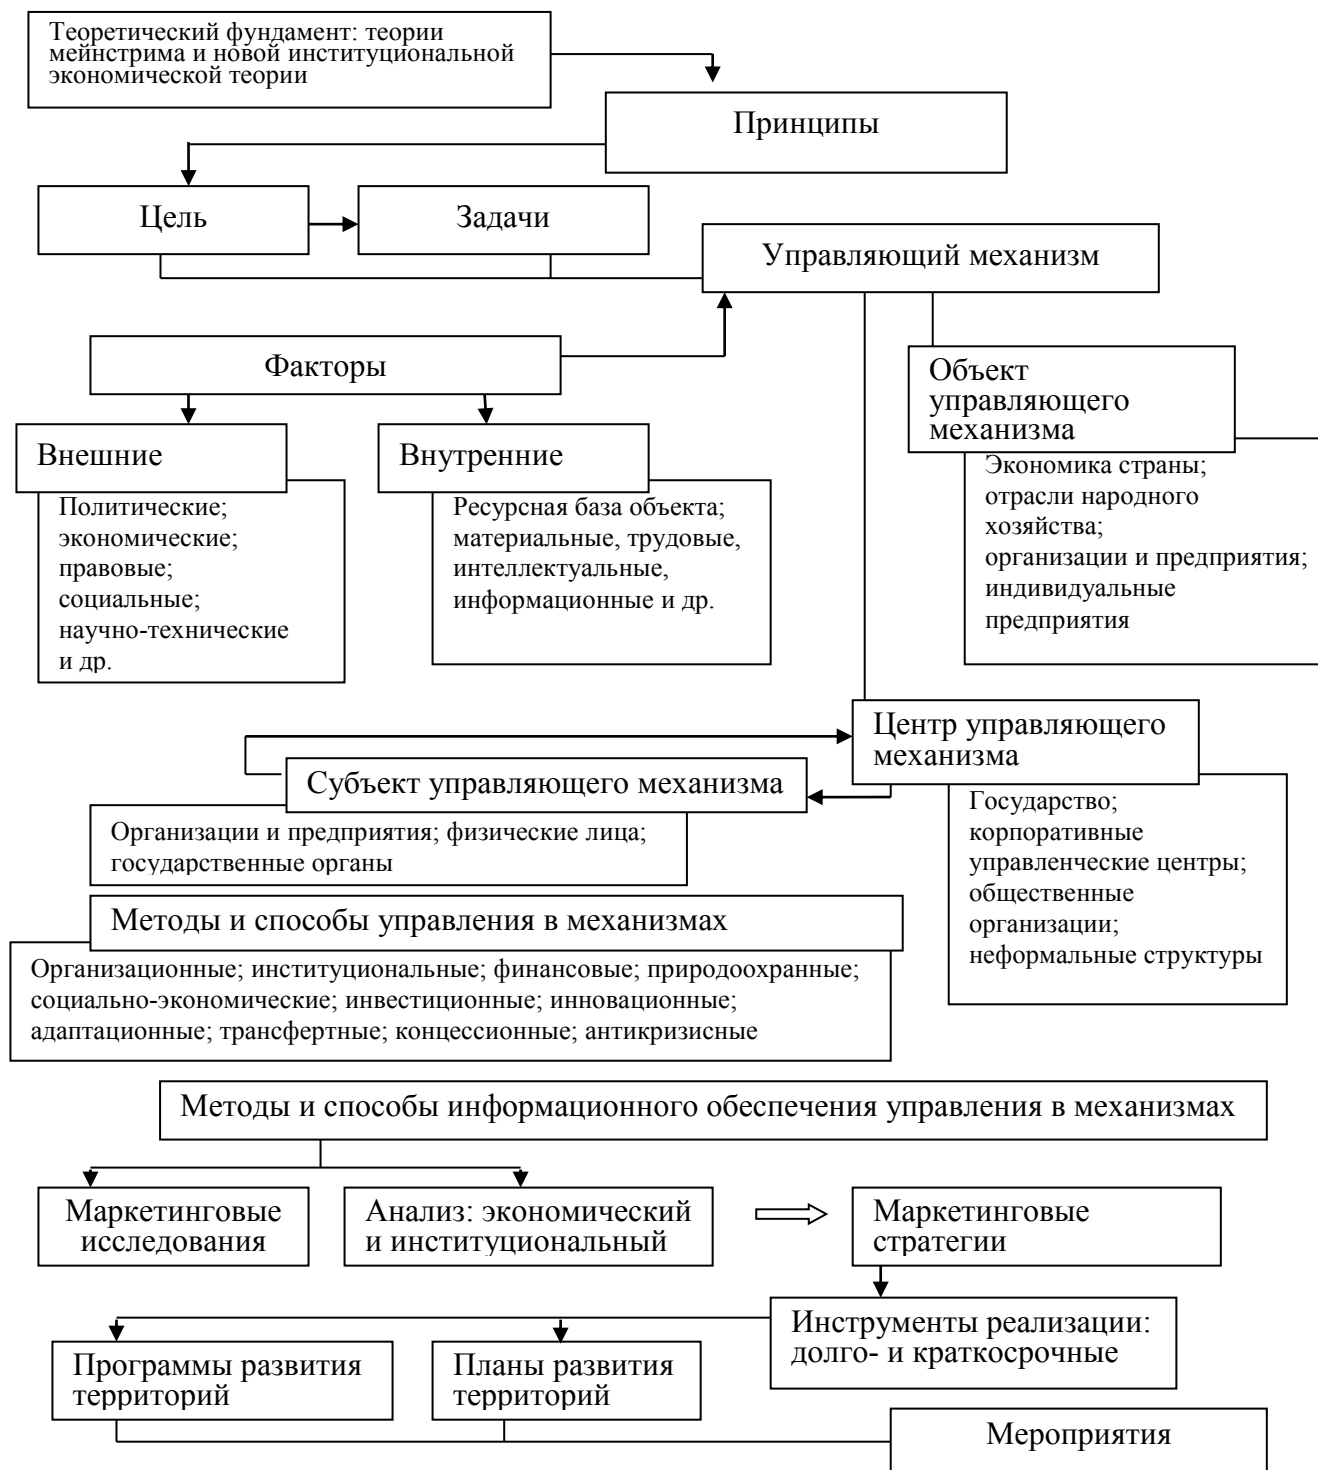 Теоретический фундамент: теории
мейнстрима и новой институциональной
экономической теории
Принципы
Цель
Задачи
Управляющий механизм
Факторы
Объект
управляющего
механизма
Внешние
Внутренние
Экономика страны;
отрасли народного
хозяйства;
организации и предприятия;
индивидуальные
предприятия
Политические;
экономические;
правовые;
социальные;
научно-технические
и др.
Ресурсная база объекта;
материальные, трудовые,
интеллектуальные,
информационные и др.
Центр управляющего
механизма
Субъект управляющего механизма
Организации и предприятия; физические лица;
государственные органы
Государство;
корпоративные
управленческие центры;
общественные
организации;
неформальные структуры
Методы и способы управления в механизмах
Организационные; институциональные; финансовые; природоохранные;
социально-экономические; инвестиционные; инновационные;
адаптационные; трансфертные; концессионные; антикризисные
Методы и способы информационного обеспечения управления в механизмах
Маркетинговые
исследования
Анализ: экономический
и институциональный
Маркетинговые
стратегии
Инструменты реализации:
долго- и краткосрочные
Программы развития
территорий
Планы развития
территорий
Мероприятия